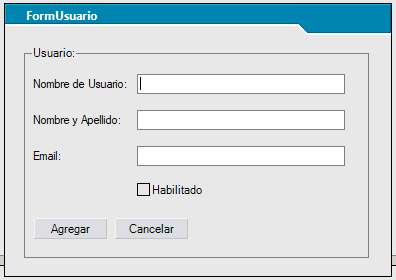 FormUsuario
Usuario:
Nombre de Usuario:
Nombre y Apellido:
Email:
Habilitado
Agregar Cancelar